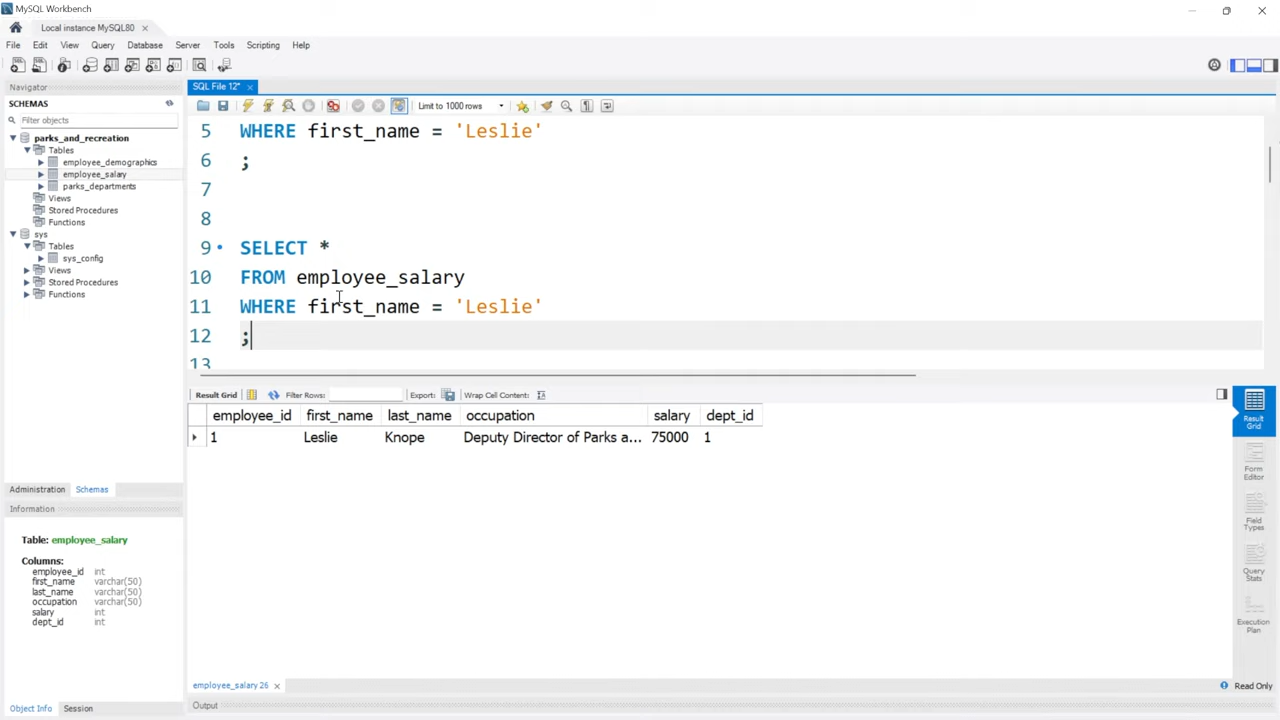 MySQL Workbench
Local instance MySQL80
File Edit View Query Database Server Tools Scripting Help
Navigator
SCHEMAS
Filter objects
parks_and_recreation
Tables
employee_demographics
employee_salary
parks_departments
Views
Stored Procedures
Functions
sys
Tables
sys_config
Views
Stored Procedures
Functions
Administration Schemas
Information
Table: employee_salary
Columns:
employee_id int
first_name varchar(50)
last_name varchar(50)
occupation varchar(50)
salary int
dept_id int
Object Info Session
SQL File 12*
Limit to 1000 rows
5 WHERE first_name = 'Leslie'
6 ;
7
8
9 SELECT *
10 FROM employee_salary
11 WHERE first_name = 'Leslie'
12 ;
13
Result Grid Filter Rows: Export: Wrap Cell Content:
employee_id first_name last_name occupation salary dept_id
1 Leslie Knope Deputy Director of Parks a... 75000 1
Result
Grid
Form
Editor
Field
Types
Query
Stats
Execution
Plan
employee_salary 26
Read Only
Output